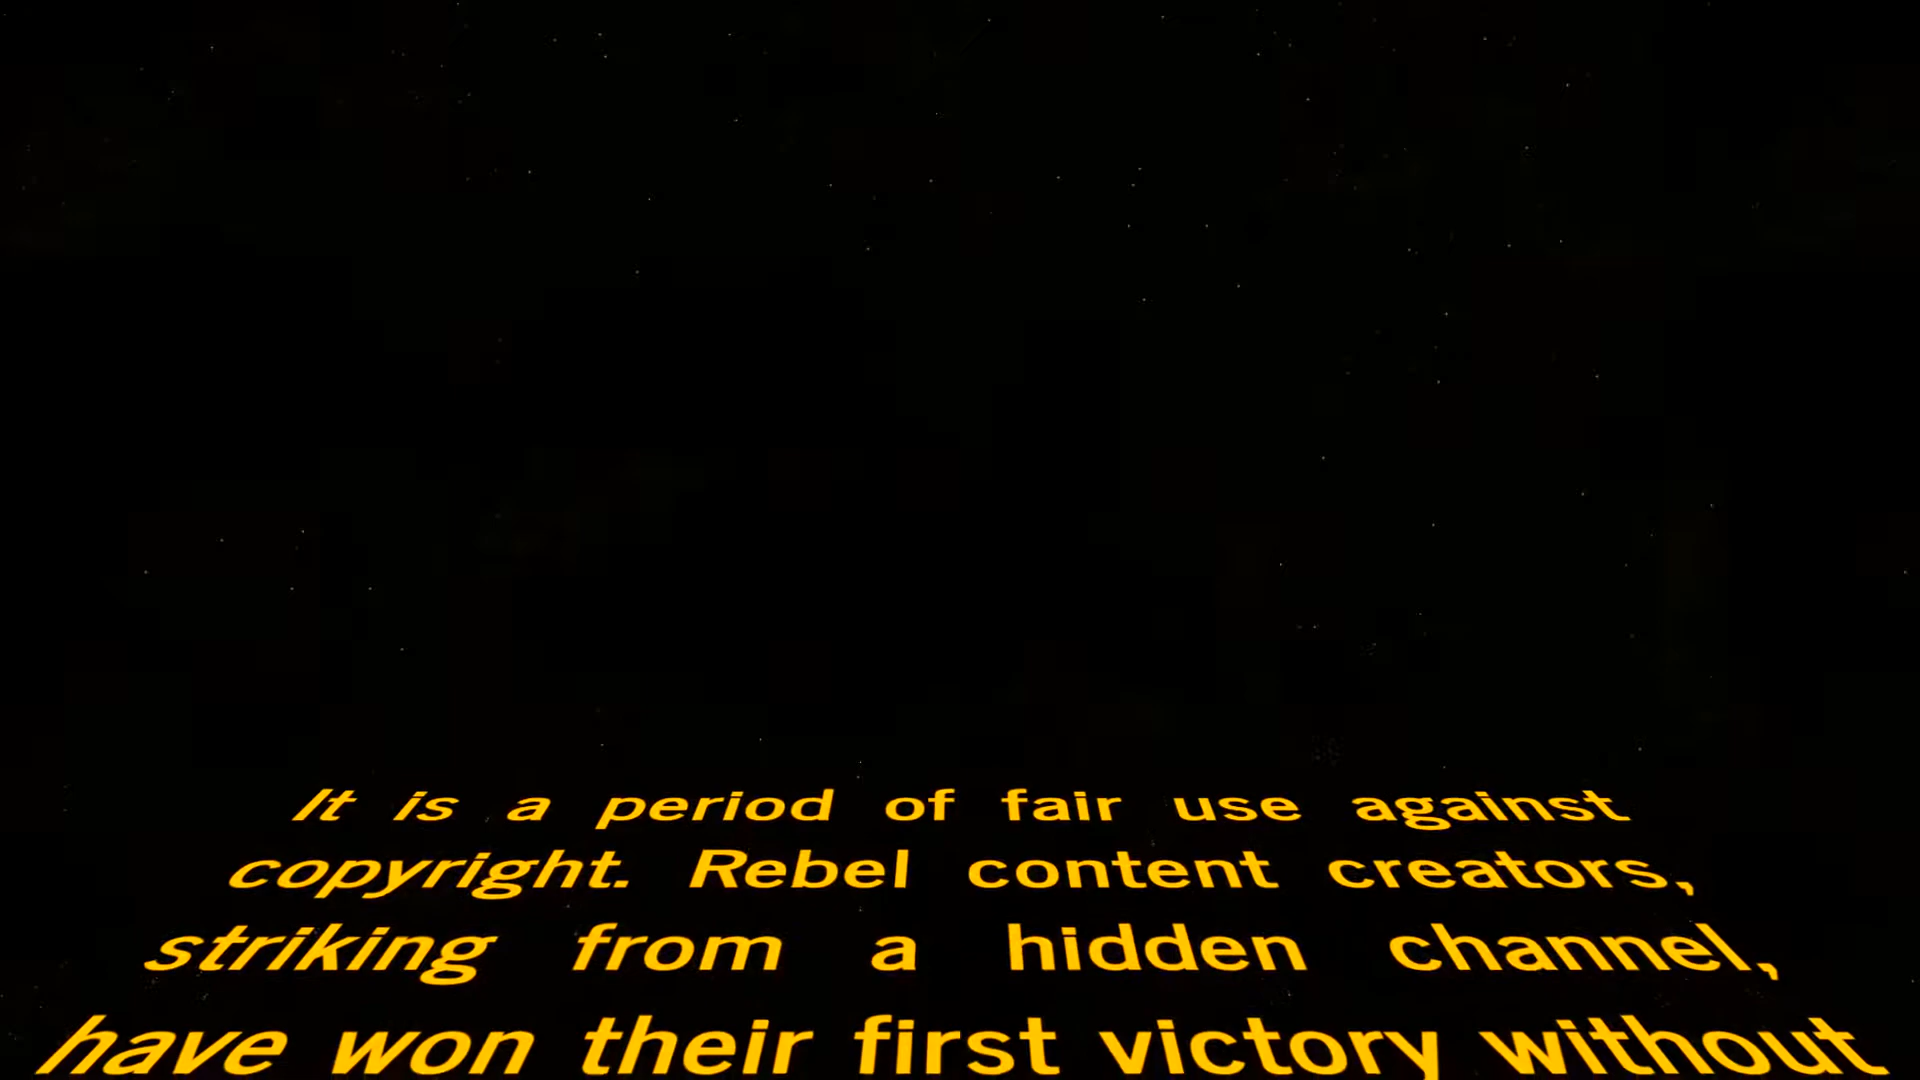 It is a period of fair use against
copyright. Rebel content creators,
striking from a hidden channel,
have won their first victory without